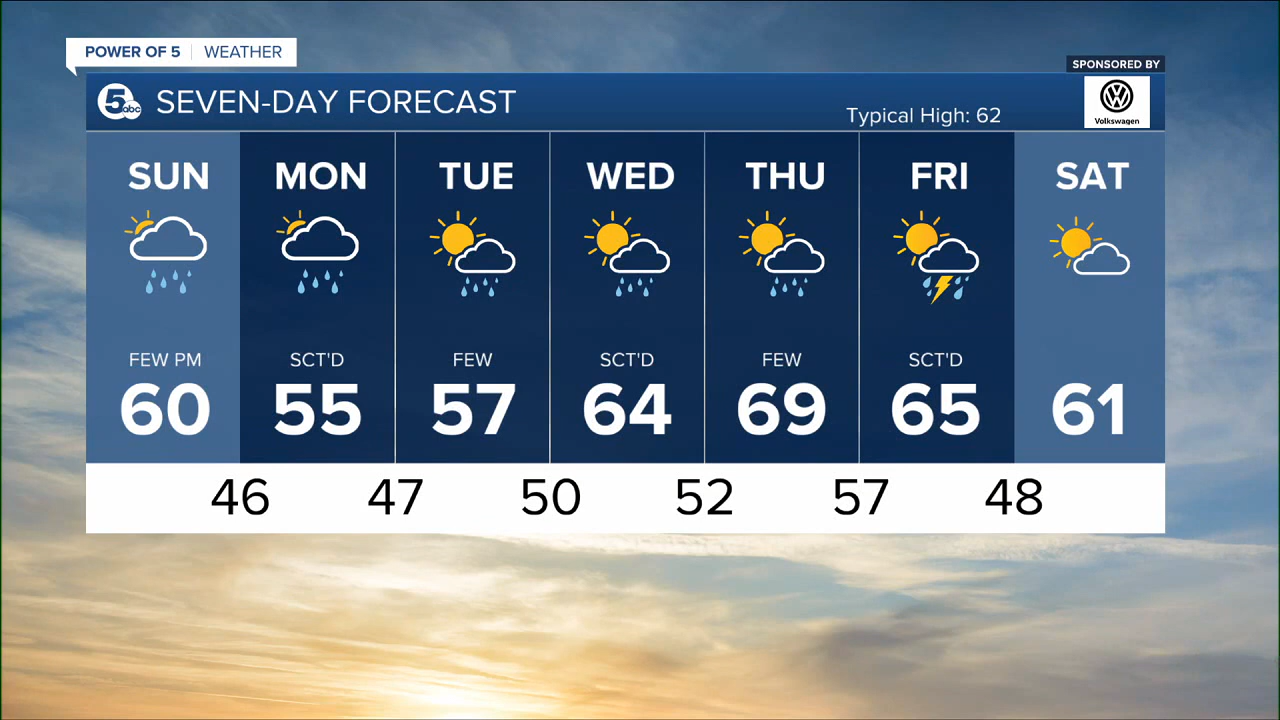 POWER OF 5 | WEATHER
SPONSORED BY
5 abc SEVEN-DAY FORECAST
Typical High: 62
Volkswagen
SUN MON TUE WED THU FRI SAT
FEW PM SCT'D FEW SCT'D FEW SCT'D
60 55 57 64 69 65 61
46 47 50 52 57 48